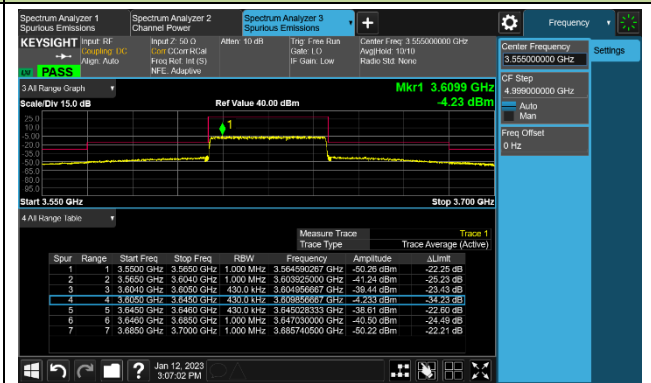 Spectrum Analyzer 1
Spurious Emissions
Spectrum Analyzer 2
Channel Power
Spectrum Analyzer 3
Spurious Emissions
Frequency
KEYSIGHT
Input: RF
Coupling: DC
Align: Auto
Input Z: 50 Ω
Corr CCorr RCal
Freq Ref: Int (S)
NFE: Adaptive
Atten: 10 dB
Trig: Free Run
Gate: LO
IF Gain: Low
Center Freq: 3.555000000 GHz
Avg|Hold: 10/10
Radio Std: None
PASS
Center Frequency
3.555000000 GHz
Settings
CF Step
4.999000000 GHz
Auto
Man
Freq Offset
0 Hz
3 All Range Graph
Mkr1 3.6099 GHz
Scale/Div 15.0 dB
Ref Value 40.00 dBm
-4.23 dBm
25.0
10.0
-5.00
-20.0
-35.0
-50.0
-65.0
-80.0
-95.0
1
Start 3.550 GHz
Stop 3.700 GHz
4 All Range Table
Measure Trace Trace 1
Trace Type Trace Average (Active)
Spur Range Start Freq Stop Freq RBW Frequency Amplitude ΔLimit
1 1 3.5500 GHz 3.5650 GHz 1.000 MHz 3.564590267 GHz -50.26 dBm -22.25 dB
2 2 3.5650 GHz 3.6040 GHz 1.000 MHz 3.603925000 GHz -41.24 dBm -25.23 dB
3 3 3.6040 GHz 3.6050 GHz 430.0 kHz 3.604956667 GHz -39.44 dBm -23.43 dB
4 4 3.6050 GHz 3.6450 GHz 430.0 kHz 3.609856667 GHz -4.233 dBm -34.23 dB
5 5 3.6450 GHz 3.6460 GHz 430.0 kHz 3.645028333 GHz -38.61 dBm -22.60 dB
6 6 3.6460 GHz 3.6850 GHz 1.000 MHz 3.647030000 GHz -40.50 dBm -24.49 dB
7 7 3.6850 GHz 3.7000 GHz 1.000 MHz 3.685740500 GHz -50.22 dBm -22.21 dB
Jan 12, 2023
3:07:02 PM